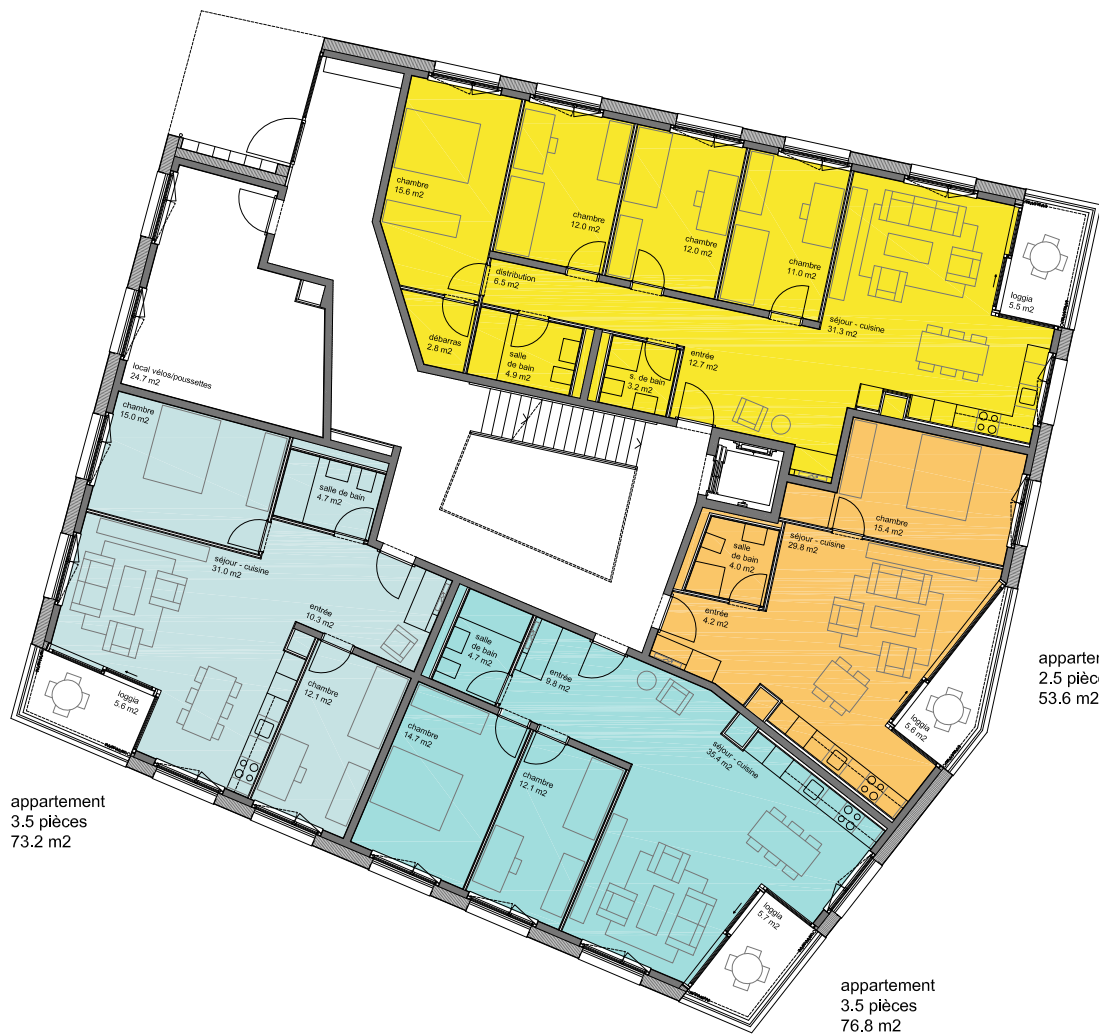 chambre
15.6 m2
chambre
12.0 m2
chambre
12.0 m2
chambre
11.0 m2
distribution
6.5 m2
séjour - cuisine
31.3 m2
loggia
5.5 m2
débarras
2.8 m2
salle
de bain
4.9 m2
s. de bain
3.2 m2
entrée
12.7 m2
local vélos/poussettes
24.7 m2
chambre
15.0 m2
salle de bain
4.7 m2
séjour - cuisine
31.0 m2
entrée
10.3 m2
loggia
5.6 m2
chambre
12.1 m2
chambre
15.4 m2
séjour - cuisine
29.8 m2
salle
de bain
4.0 m2
entrée
4.2 m2
loggia
5.6 m2
salle
de bain
4.7 m2
entrée
9.8 m2
chambre
14.7 m2
chambre
12.1 m2
séjour - cuisine
35.4 m2
loggia
5.7 m2
appartement
3.5 pièces
73.2 m2
appartem
2.5 pièc
53.6 m2
appartement
3.5 pièces
76.8 m2